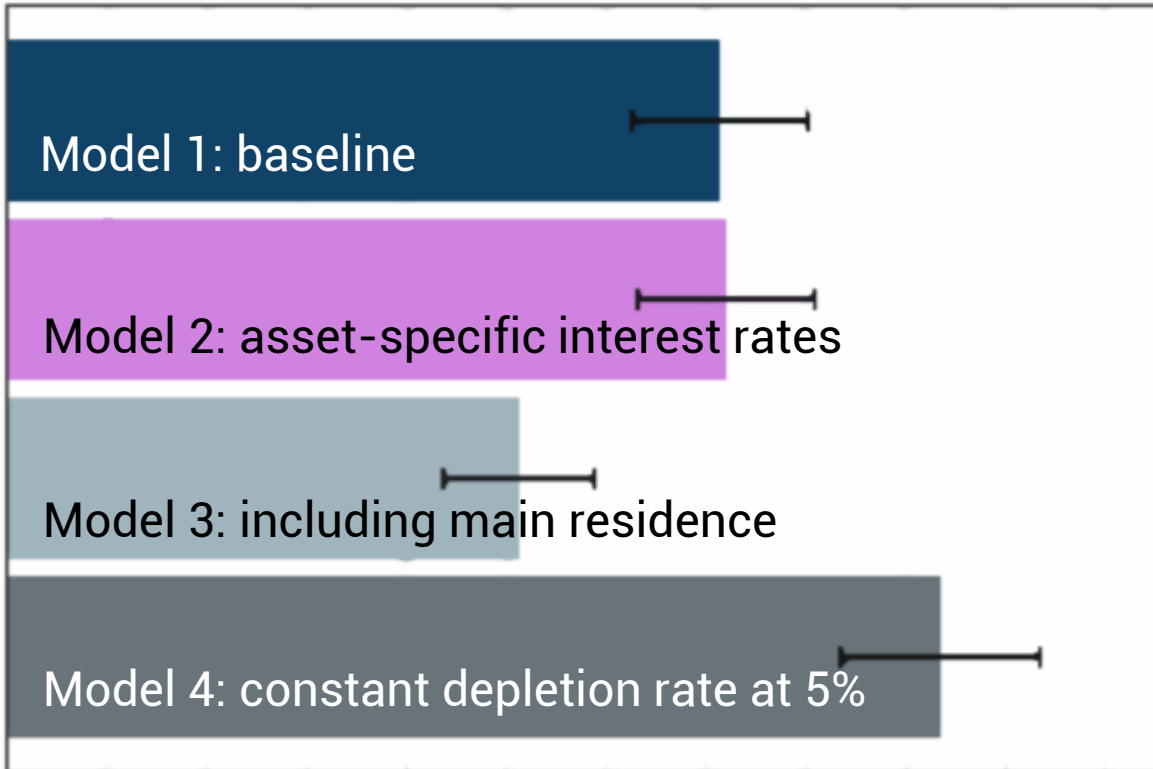 Model 1: baseline
Model 2: asset-specific interest rates
Model 3: including main residence
Model 4: constant depletion rate at 5%